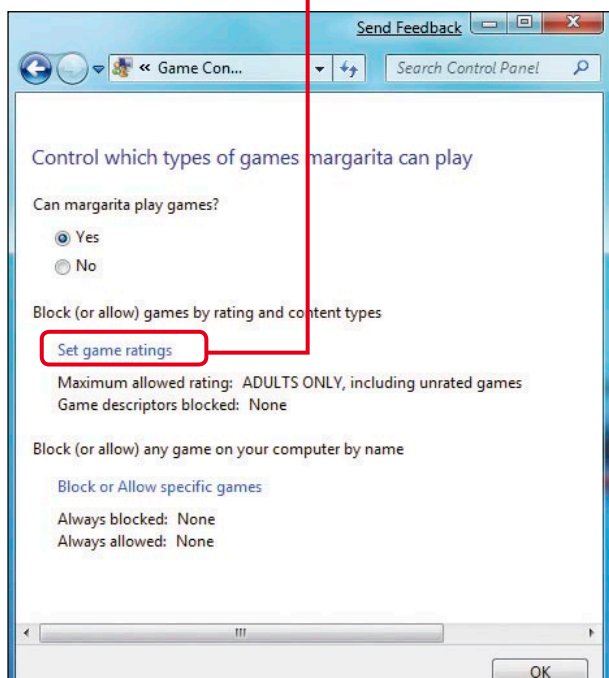 Send Feedback
« Game Con...
Search Control Panel
Control which types of games margarita can play
Can margarita play games?
Yes
No
Block (or allow) games by rating and content types
Set game ratings
Maximum allowed rating: ADULTS ONLY, including unrated games
Game descriptors blocked: None
Block (or allow) any game on your computer by name
Block or Allow specific games
Always blocked: None
Always allowed: None
OK